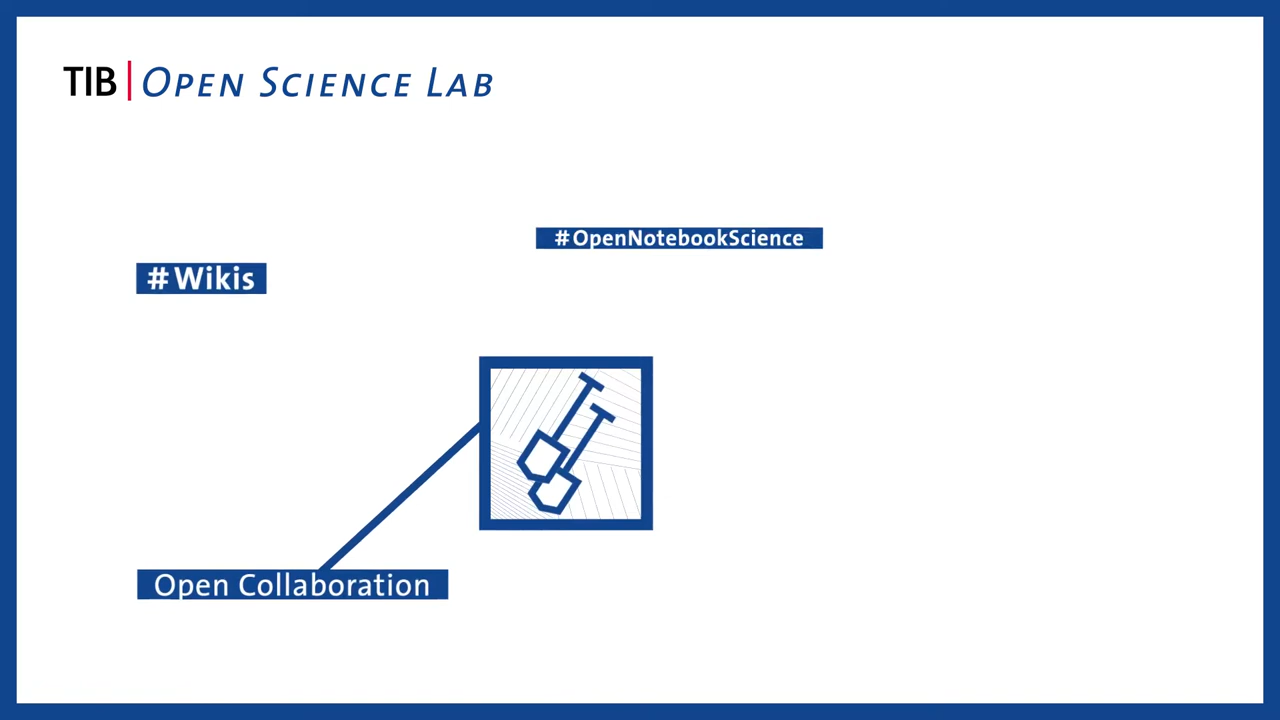 TIB | OPEN SCIENCE LAB
#OpenNotebookScience
#Wikis
Open Collaboration